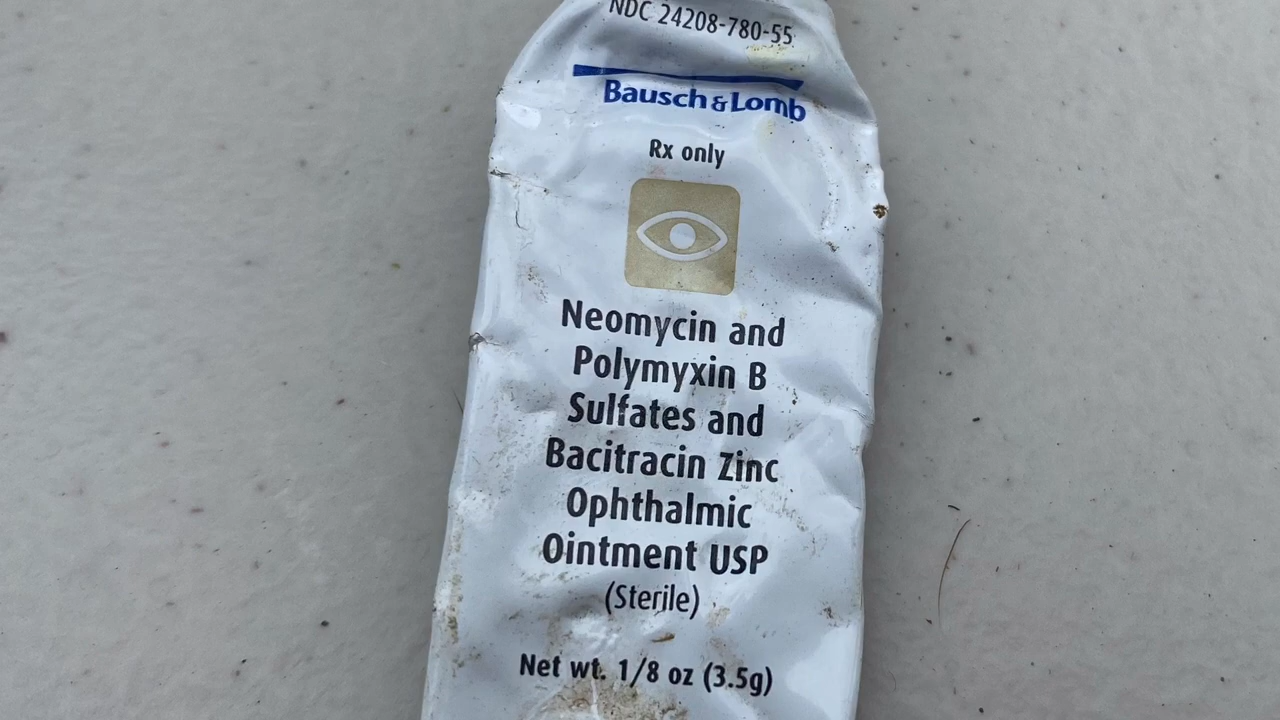 NDC 24208-780-55
Bausch & Lomb
Rx only
Neomycin and
Polymyxin B
Sulfates and
Bacitracin Zinc
Ophthalmic
Ointment USP
(Sterile)
Net wt. 1/8 oz (3.5g)